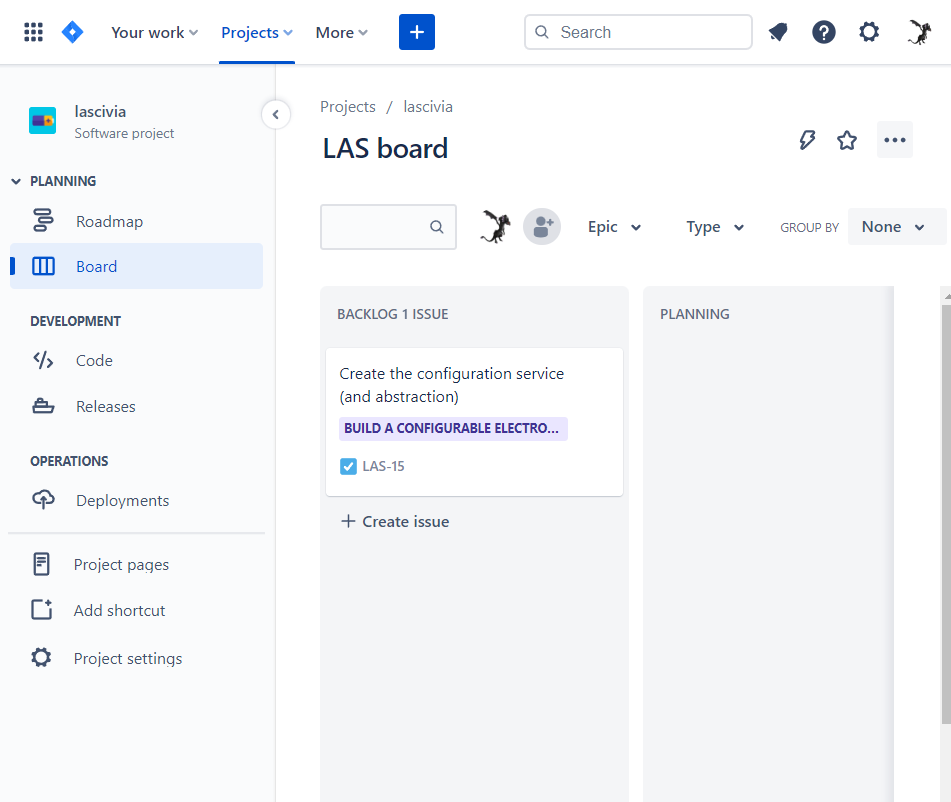 Your work
Projects
More
Search
lascivia
Software project
PLANNING
Roadmap
Board
DEVELOPMENT
Code
Releases
OPERATIONS
Deployments
Project pages
Add shortcut
Project settings
Projects / lascivia
LAS board
Epic
Type
GROUP BY
None
BACKLOG 1 ISSUE
Create the configuration service
(and abstraction)
BUILD A CONFIGURABLE ELECTRO...
LAS-15
Create issue
PLANNING